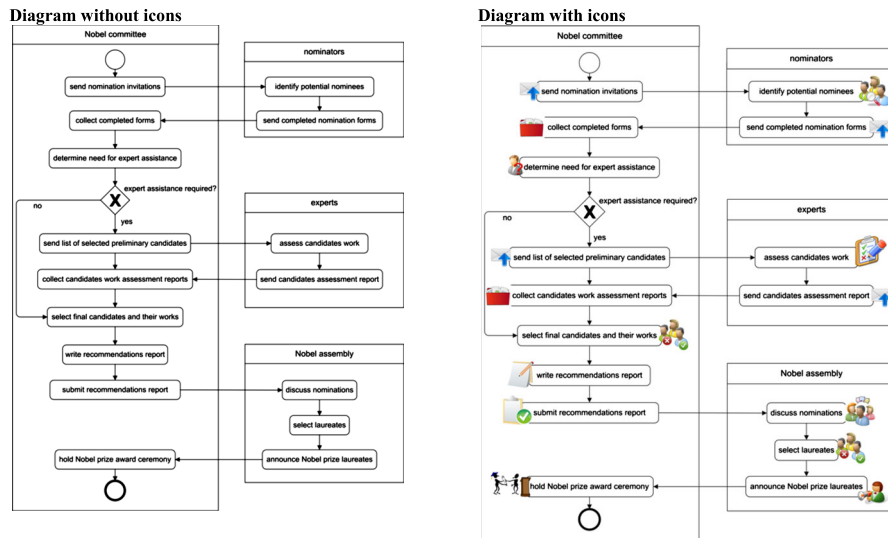 Diagram without icons
Nobel committee
nominators
send nomination invitations
identify potential nominees
collect completed forms
send completed nomination forms
determine need for expert assistance
expert assistance required?
X
no
yes
experts
send list of selected preliminary candidates
assess candidates work
collect candidates work assessment reports
send candidates assessment report
select final candidates and their works
write recommendations report
Nobel assembly
submit recommendations report
discuss nominations
select laureates
hold Nobel prize award ceremony
announce Nobel prize laureates
Diagram with icons
Nobel committee
nominators
send nomination invitations
identify potential nominees
collect completed forms
send completed nomination forms
determine need for expert assistance
expert assistance required?
X
no
yes
experts
send list of selected preliminary candidates
assess candidates work
collect candidates work assessment reports
send candidates assessment report
select final candidates and their works
write recommendations report
Nobel assembly
submit recommendations report
discuss nominations
select laureates
hold Nobel prize award ceremony
announce Nobel prize laureates